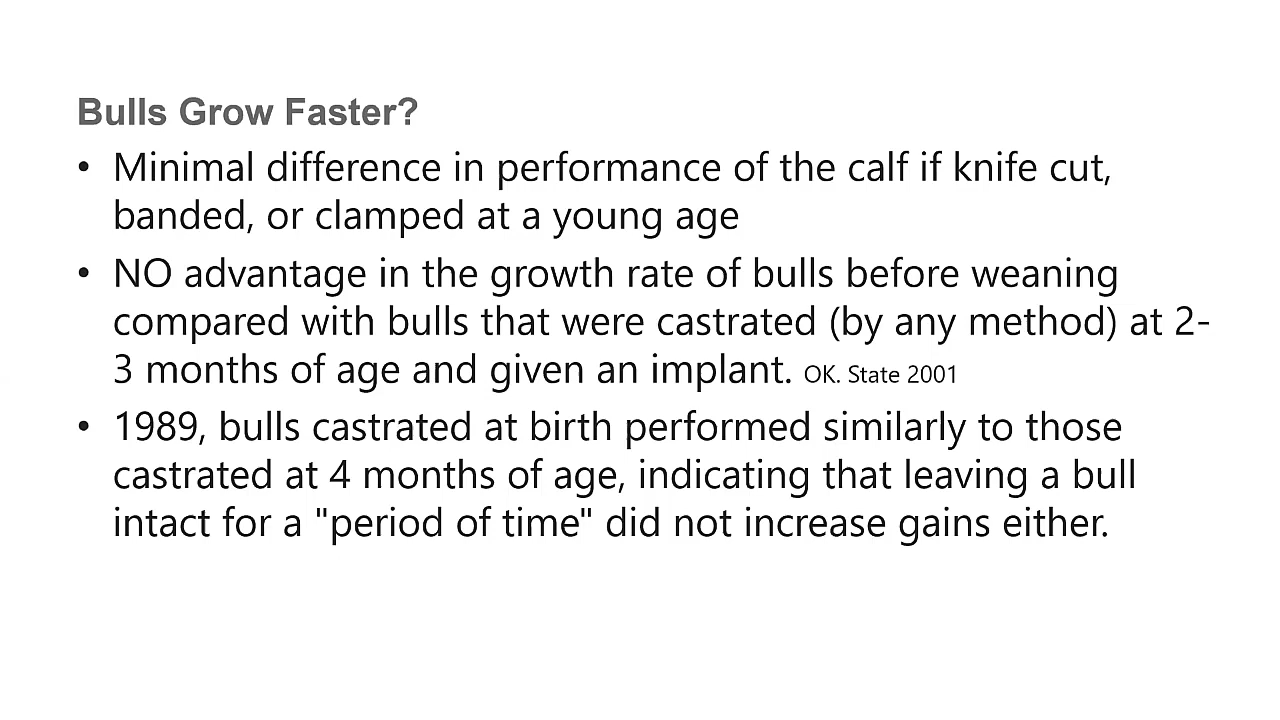 Bulls Grow Faster?
• Minimal difference in performance of the calf if knife cut,
banded, or clamped at a young age
• NO advantage in the growth rate of bulls before weaning
compared with bulls that were castrated (by any method) at 2-
3 months of age and given an implant. OK. State 2001
• 1989, bulls castrated at birth performed similarly to those
castrated at 4 months of age, indicating that leaving a bull
intact for a "period of time" did not increase gains either.